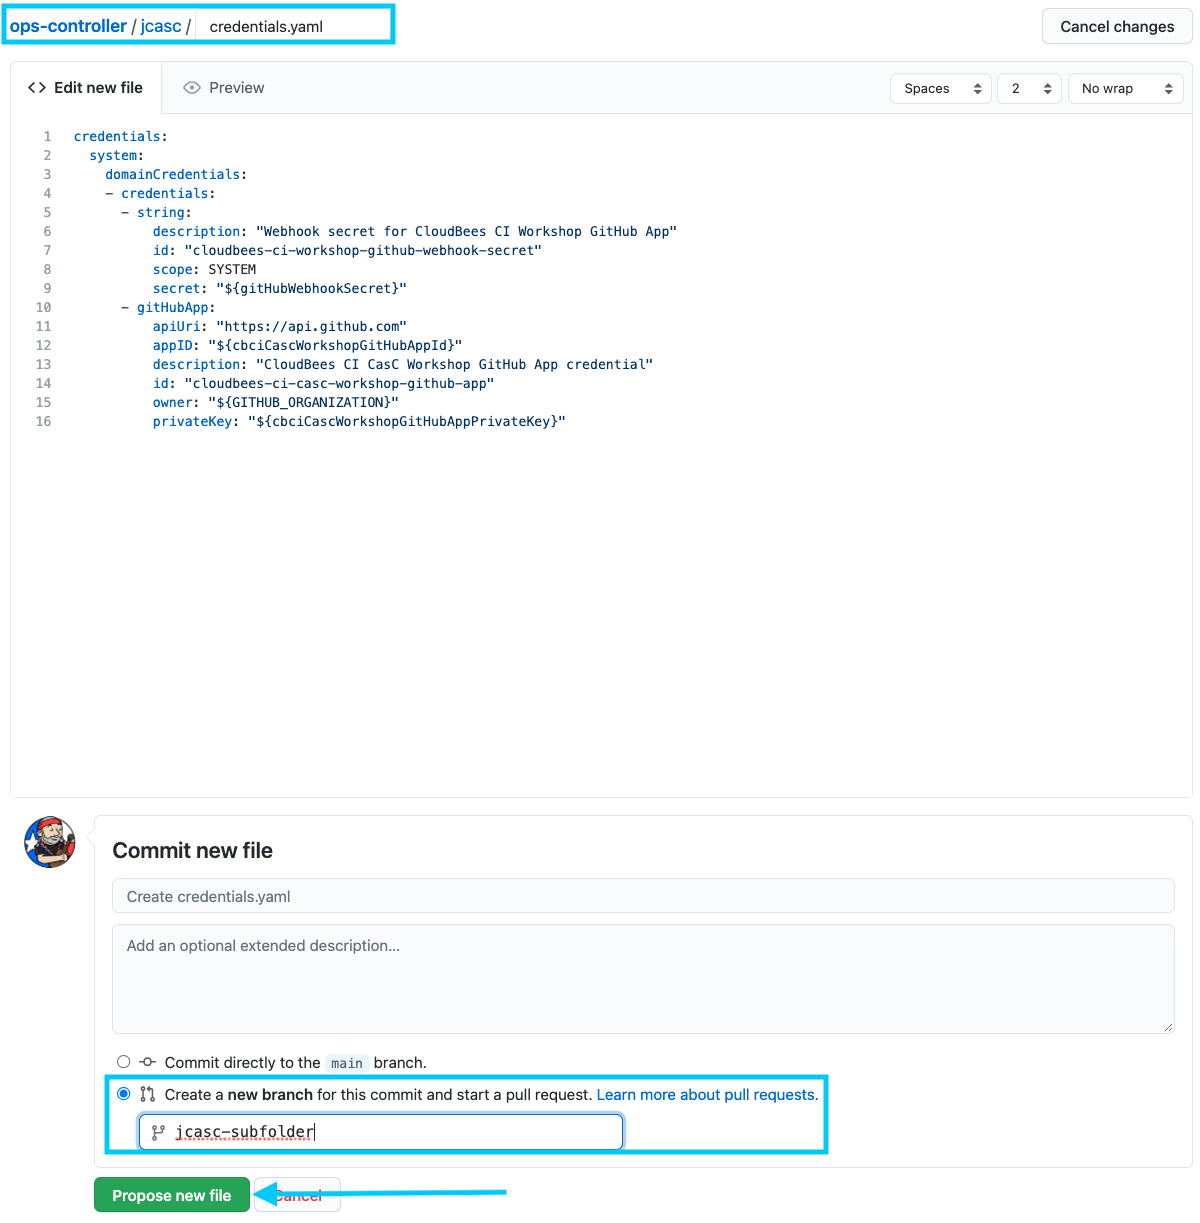 ops-controller / jcasc / credentials.yaml
Cancel changes
<> Edit new file
Preview
Spaces
2
No wrap
1 credentials:
2   system:
3     domainCredentials:
4     - credentials:
5       - string:
6           description: "Webhook secret for CloudBees CI Workshop GitHub App"
7           id: "cloudbees-ci-workshop-github-webhook-secret"
8           scope: SYSTEM
9           secret: "${gitHubWebhookSecret}"
10       - gitHubApp:
11           apiUri: "https://api.github.com"
12           appID: "${cbciCascWorkshopGitHubAppId}"
13           description: "CloudBees CI CasC Workshop GitHub App credential"
14           id: "cloudbees-ci-casc-workshop-github-app"
15           owner: "${GITHUB_ORGANIZATION}"
16           privateKey: "${cbciCascWorkshopGitHubAppPrivateKey}"
Commit new file
Create credentials.yaml
Add an optional extended description...
Commit directly to the main branch.
Create a new branch for this commit and start a pull request. Learn more about pull requests.
jcasc-subfolder
Propose new file
Cancel